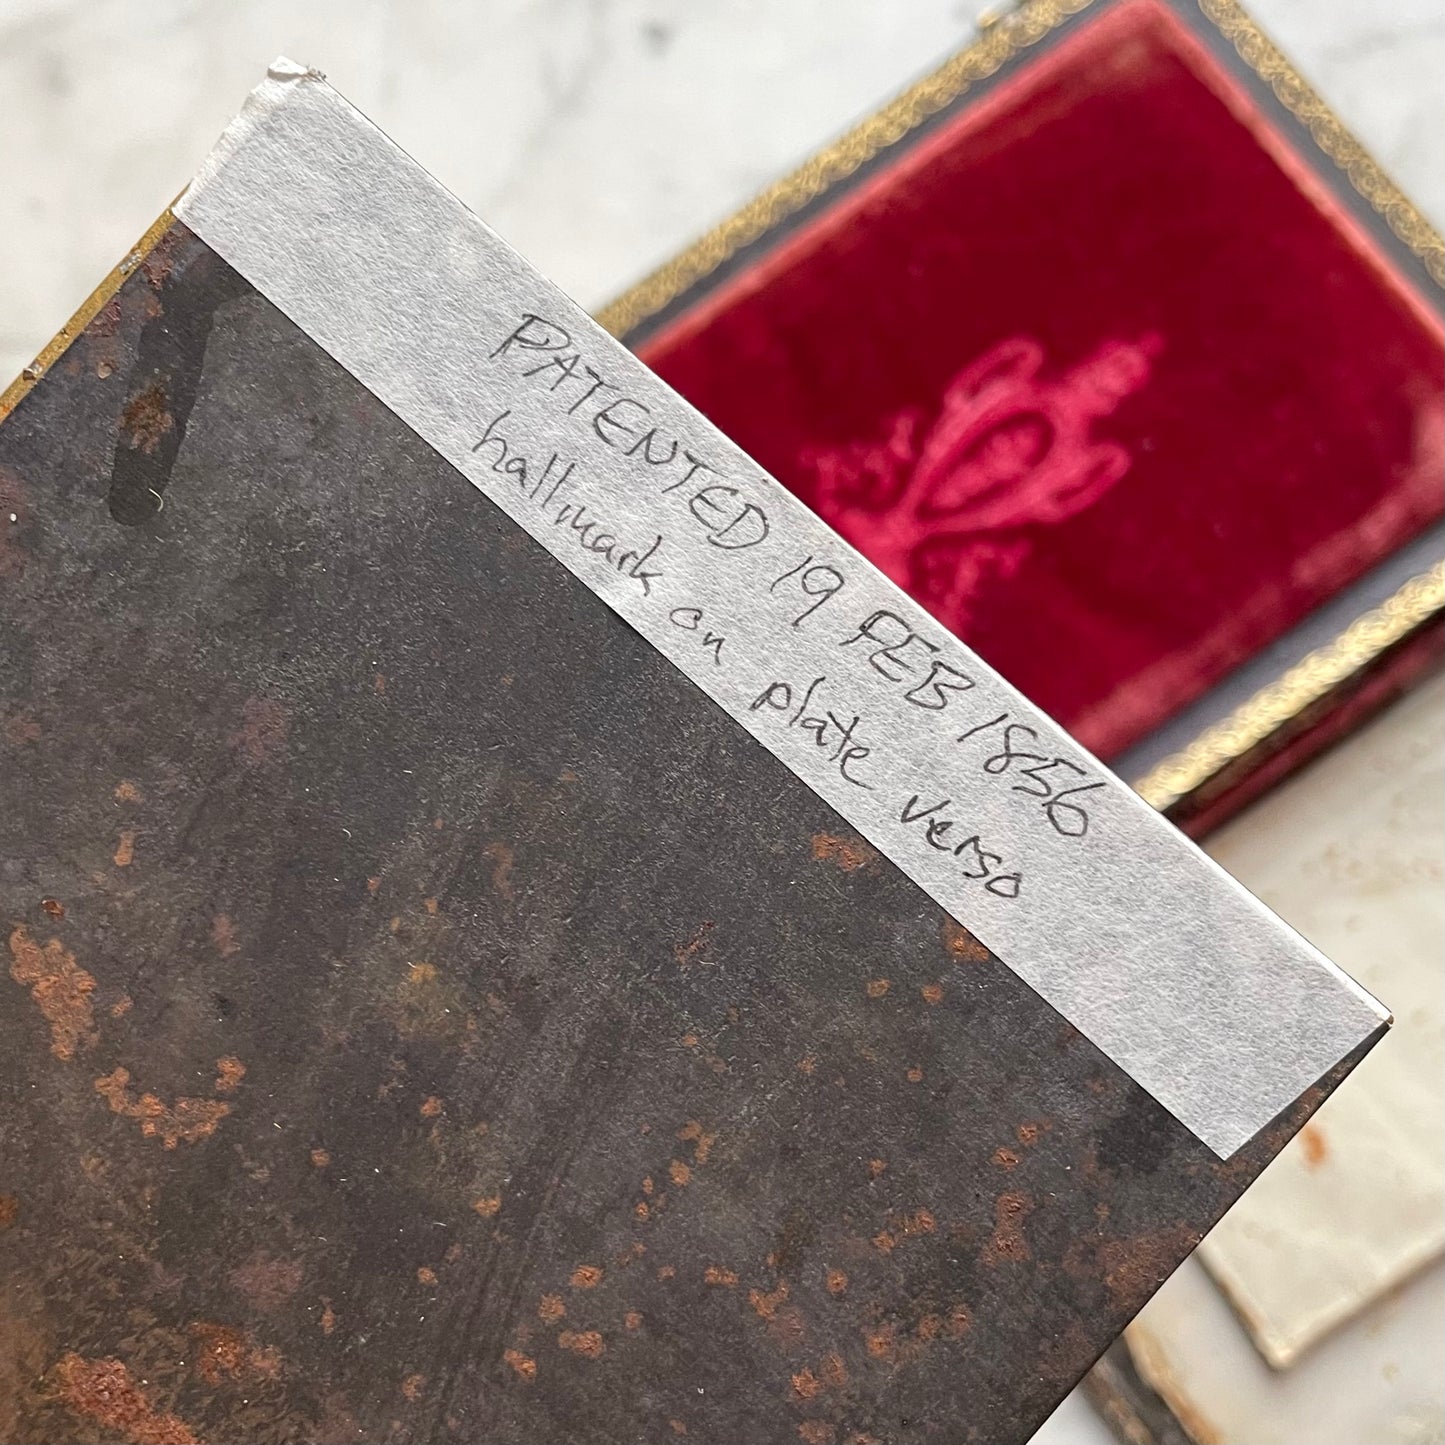 PATENTED 19 FEB 1856
hallmark on plate verso